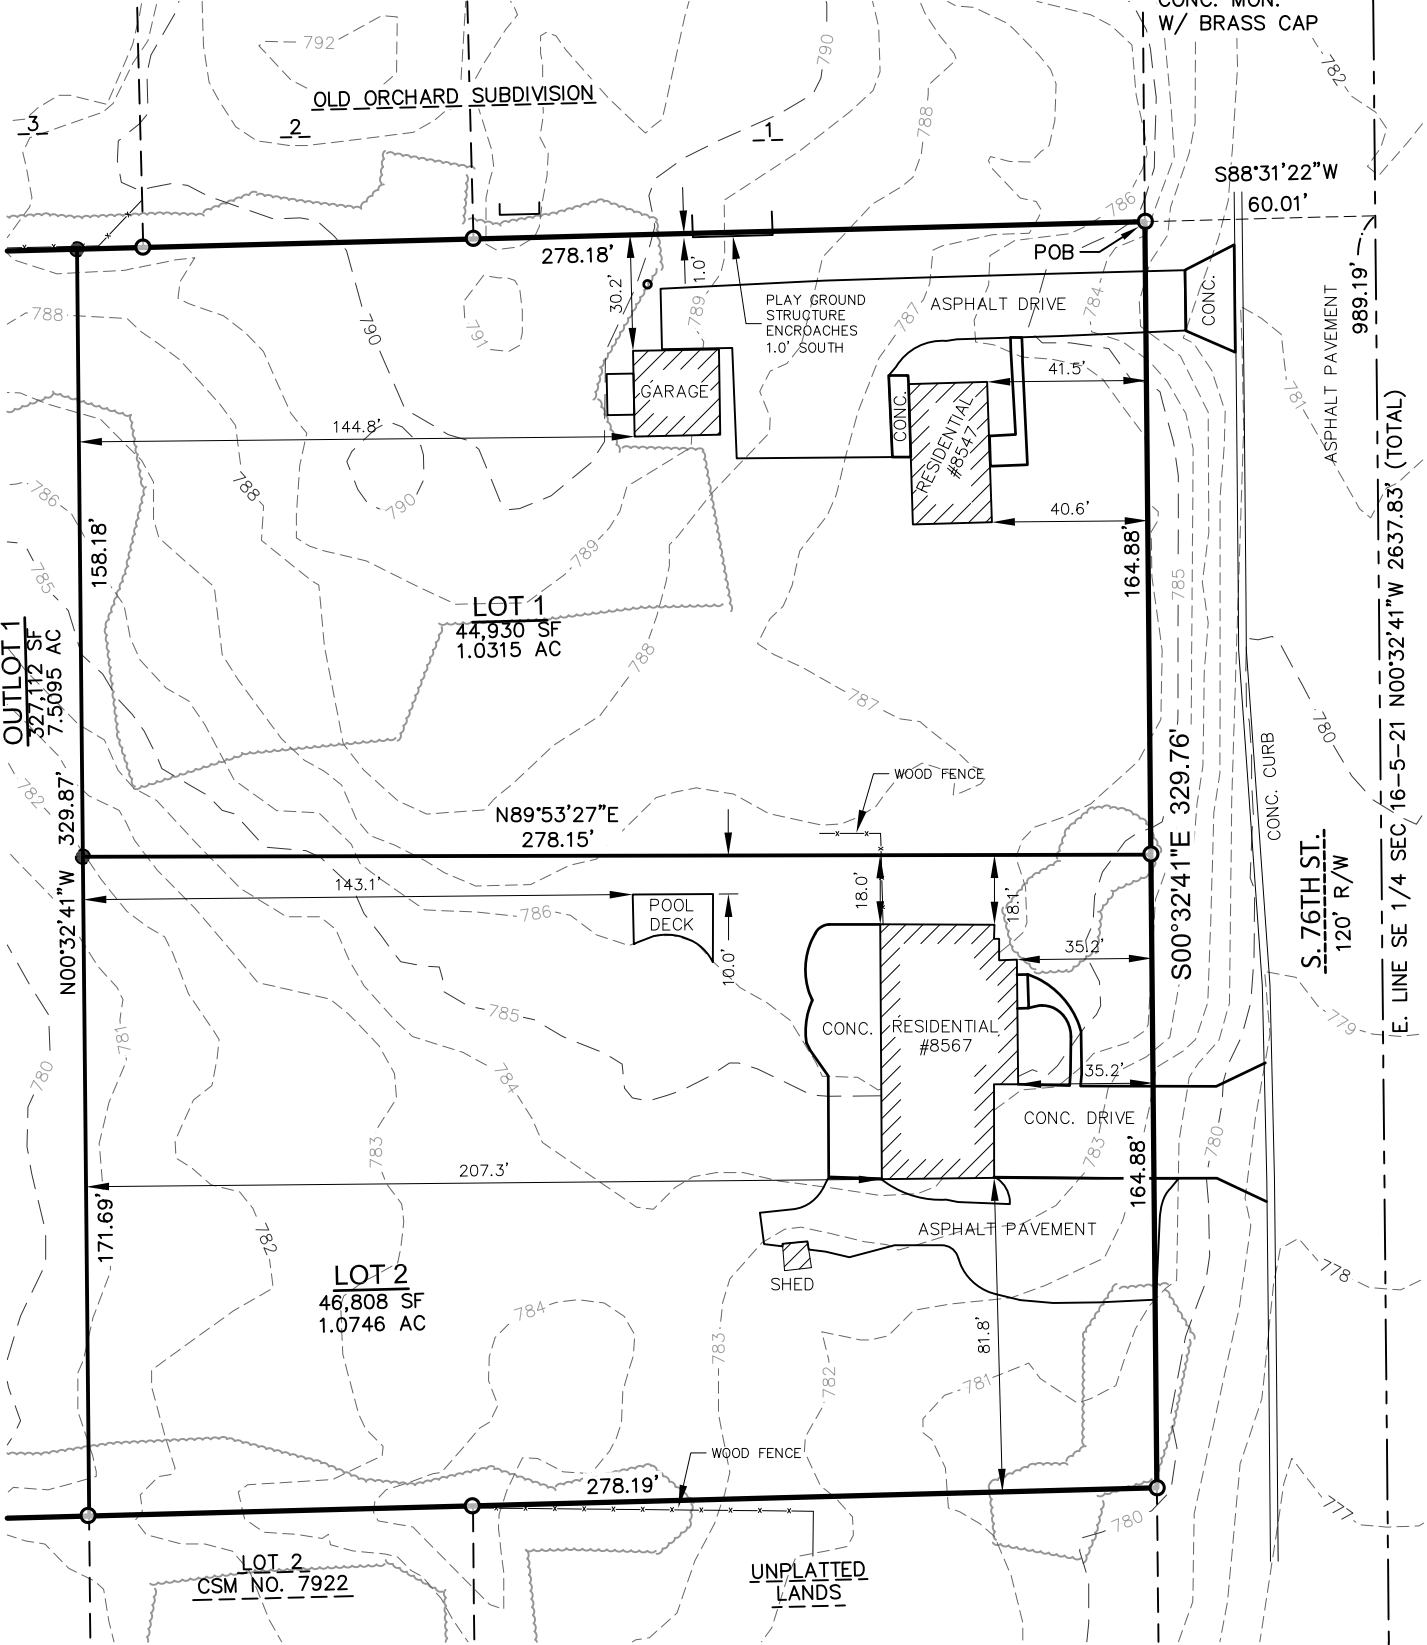 CONC. MON.
W/ BRASS CAP
792
790
782
OLD ORCHARD SUBDIVISION
3
2
1
788
S88°31'22"W
60.01'
786
POB
278.18'
30.2'
1.0'
789
PLAY GROUND
STRUCTURE
ENCROACHES
1.0' SOUTH
787
ASPHALT DRIVE
784
CONC.
989.19'
ASPHALT PAVEMENT
788
790
791
GARAGE
41.5'
CONC.
RESIDENTIAL
#8547
781
144.8'
788
790
786
40.6'
158.18'
785
789
164.88'
785
LOT 1
44,930 SF
1.0315 AC
OUTLOT 1
327,112 SF
7.5095 AC
788
787
780
E. LINE SE 1/4 SEC 16-5-21 N00°32'41"W 2637.83' (TOTAL)
782
329.87'
WOOD FENCE
N89°53'27"E
278.15'
S00°32'41"E 329.76'
CONC. CURB
S. 76TH ST.
120' R/W
N00°32'41"W
143.1'
786
POOL
DECK
10.0'
18.0'
18.1'
35.2'
785
CONC.
RESIDENTIAL
#8567
779
781
780
784
35.2'
CONC. DRIVE
783
780
783
164.88'
207.3'
171.69'
782
ASPHALT PAVEMENT
SHED
778
LOT 2
46,808 SF
1.0746 AC
784
783
81.8'
782
781
WOOD FENCE
278.19'
780
777
LOT 2
CSM NO. 7922
UNPLATTED
LANDS